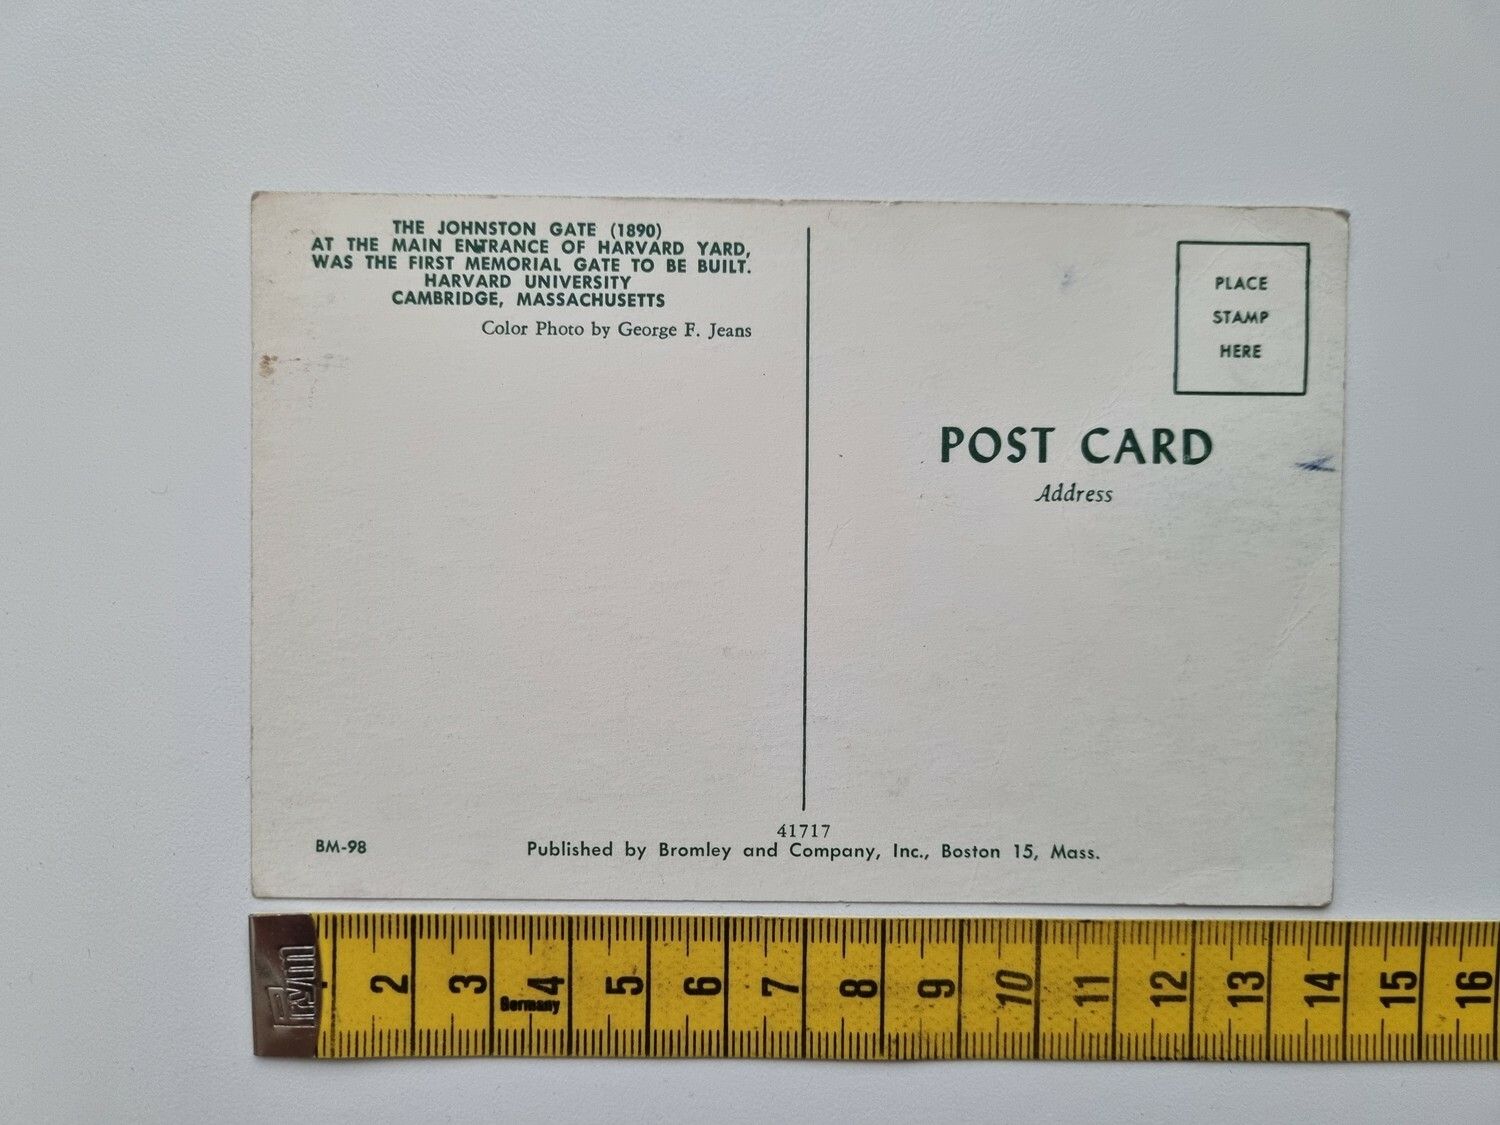 THE JOHNSTON GATE (1890)
AT THE MAIN ENTRANCE OF HARVARD YARD,
WAS THE FIRST MEMORIAL GATE TO BE BUILT.
HARVARD UNIVERSITY
CAMBRIDGE, MASSACHUSETTS
Color Photo by George F. Jeans
PLACE
STAMP
HERE
POST CARD
Address
41717
BM-98
Published by Bromley and Company, Inc., Boston 15, Mass.
Prym
2 3 4 5 6 7 8 9 10 11 12 13 14 15 16
Germany